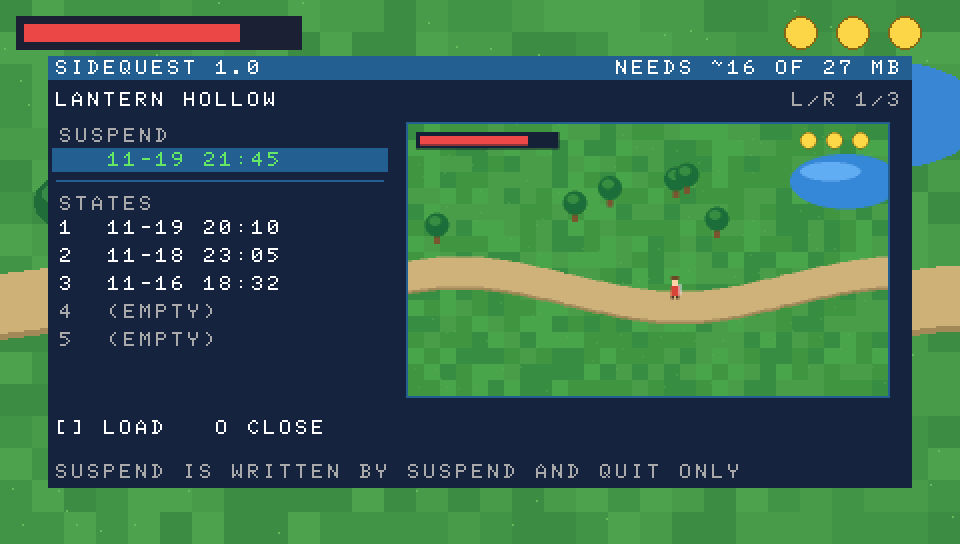 SIDEQUEST 1.0 NEEDS ~16 OF 27 MB
LANTERN HOLLOW L/R 1/3
SUSPEND
11-19 21:45
STATES
1 11-19 20:10
2 11-18 23:05
3 11-16 18:32
4 (EMPTY)
5 (EMPTY)
[] LOAD O CLOSE
SUSPEND IS WRITTEN BY SUSPEND AND QUIT ONLY